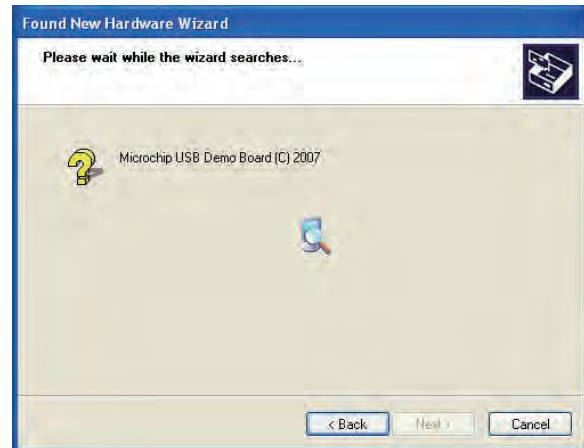 Found New Hardware Wizard
Please wait while the wizard searches...
Microchip USB Demo Board (C) 2007
< Back
Next >
Cancel